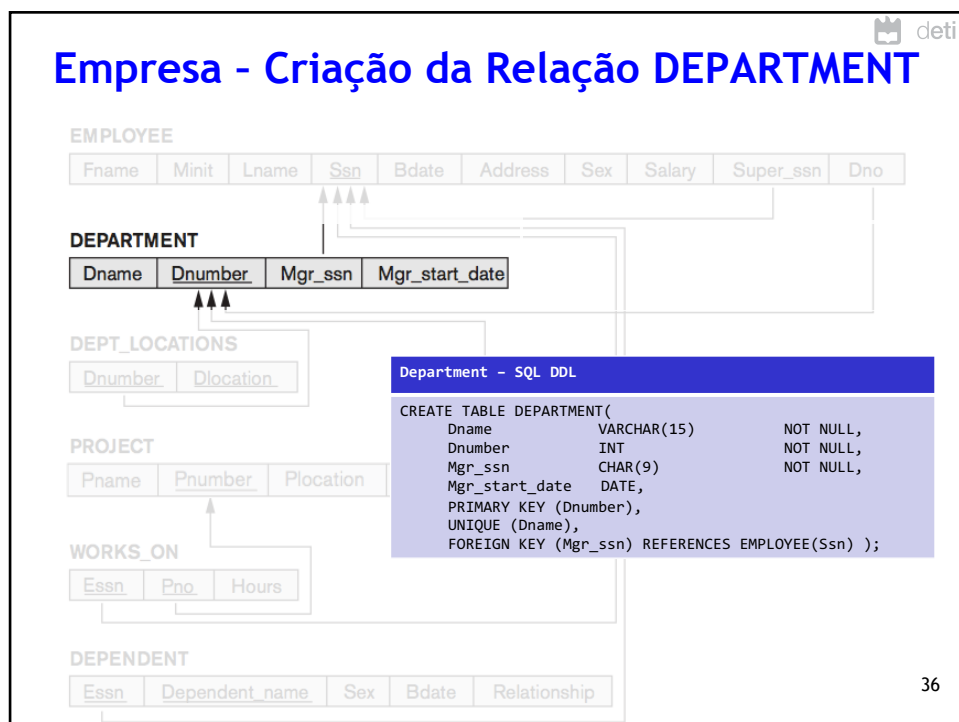 deti
Empresa – Criação da Relação DEPARTMENT
EMPLOYEE
Fname Minit Lname Ssn Bdate Address Sex Salary Super_ssn Dno
DEPARTMENT
Dname Dnumber Mgr_ssn Mgr_start_date
DEPT_LOCATIONS
Dnumber Dlocation
Department – SQL DDL
CREATE TABLE DEPARTMENT(
Dname VARCHAR(15) NOT NULL,
Dnumber INT NOT NULL,
Mgr_ssn CHAR(9) NOT NULL,
Mgr_start_date DATE,
PRIMARY KEY (Dnumber),
UNIQUE (Dname),
FOREIGN KEY (Mgr_ssn) REFERENCES EMPLOYEE(Ssn) );
PROJECT
Pname Pnumber Plocation
WORKS_ON
Essn Pno Hours
DEPENDENT
Essn Dependent_name Sex Bdate Relationship
36